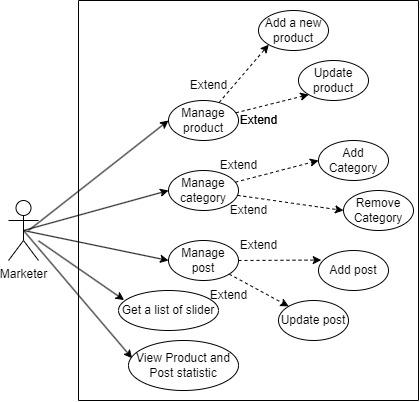 Add a new
product
Extend
Update
product
Manage
product
Extend
Add
Category
Extend
Manage
category
Extend
Remove
Category
Marketer
Manage
post
Extend
Add post
Extend
Get a list of slider
Update post
View Product and
Post statistic